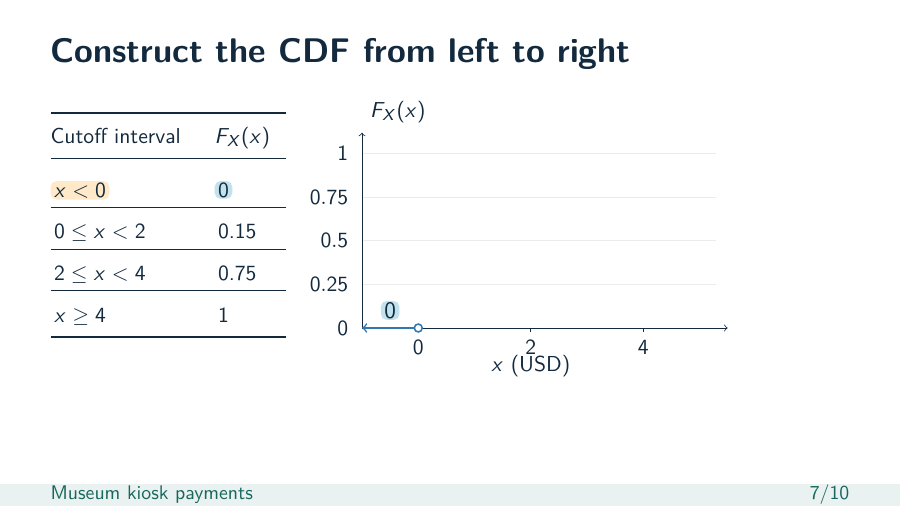 Construct the CDF from left to right
Cutoff interval F_X(x)
x < 0 0
0 ≤ x < 2 0.15
2 ≤ x < 4 0.75
x ≥ 4 1
F_X(x)
1
0.75
0.5
0.25
0
0
0 2 4
x (USD)
Museum kiosk payments 7/10